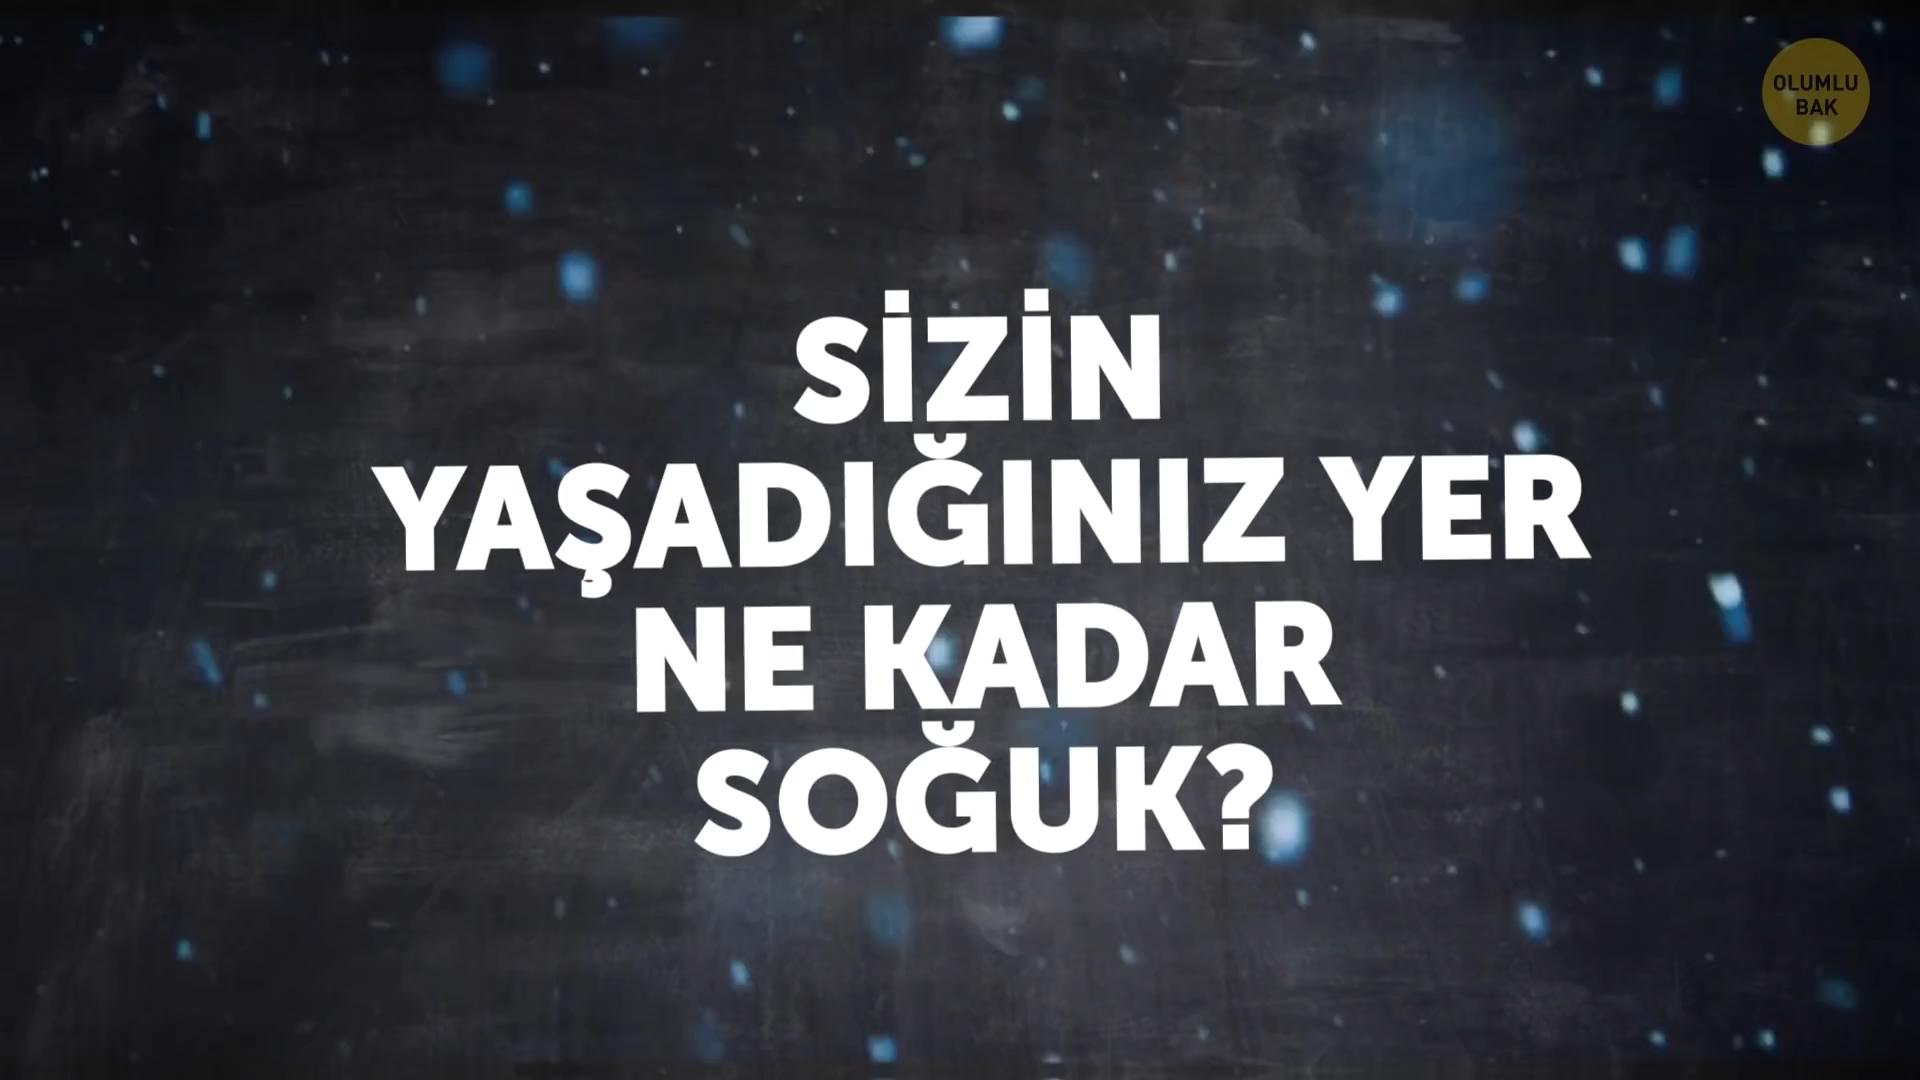 OLUMLU
BAK
SİZİN
YAŞADIĞINIZ YER
NE KADAR
SOĞUK?